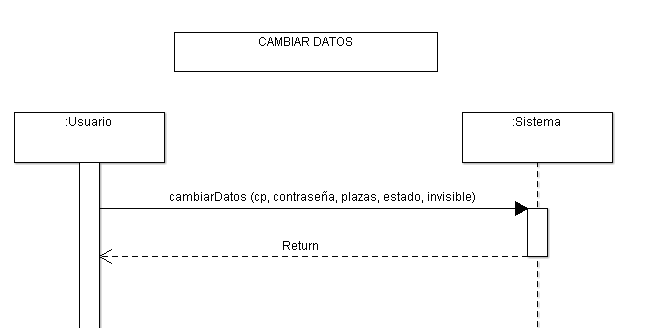 CAMBIAR DATOS
:Usuario
:Sistema
cambiarDatos (cp, contraseña, plazas, estado, invisible)
Return